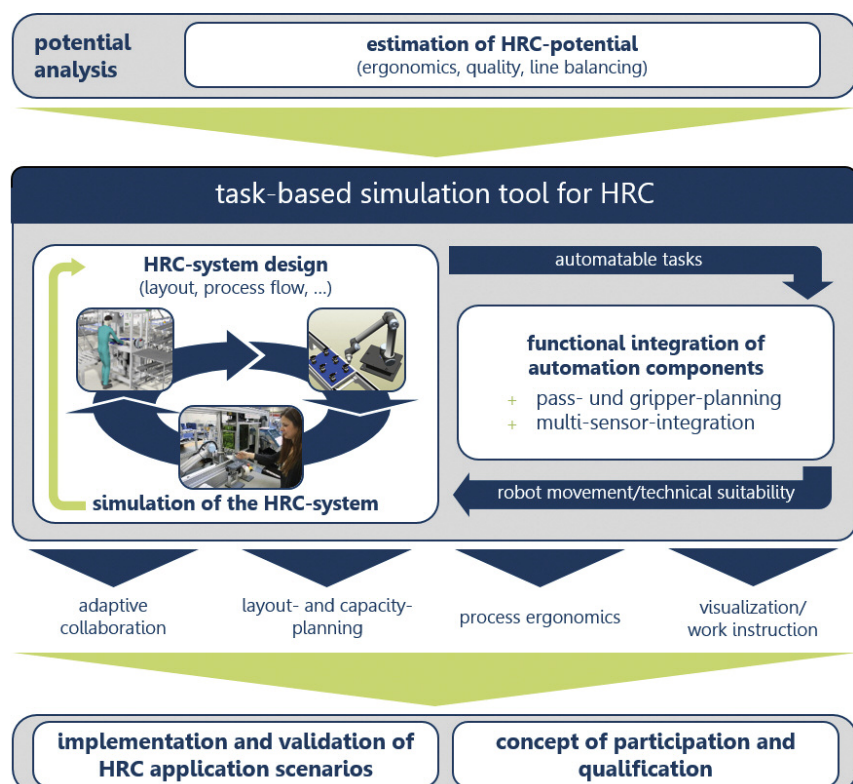 potential
analysis
estimation of HRC-potential
(ergonomics, quality, line balancing)
task-based simulation tool for HRC
HRC-system design
(layout, process flow, ...)
simulation of the HRC-system
automatable tasks
functional integration of
automation components
+ pass- und gripper-planning
+ multi-sensor-integration
robot movement/technical suitability
adaptive
collaboration
layout- and capacity-
planning
process ergonomics
visualization/
work instruction
implementation and validation of
HRC application scenarios
concept of participation and
qualification